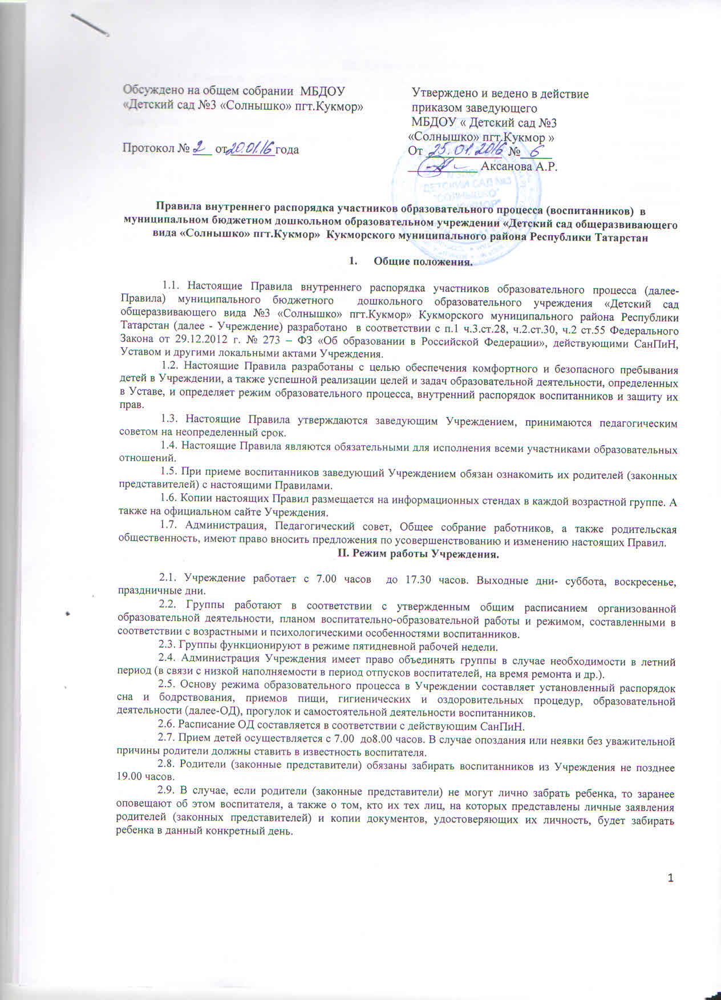 Обсуждено на общем собрании МБДОУ
«Детский сад №3 «Солнышко» пгт.Кукмор»
Протокол № 2 от 20.01.16 года
Утверждено и ведено в действие
приказом заведующего
МБДОУ « Детский сад №3
«Солнышко» пгт.Кукмор »
От 25.01.2016 № 6
Аксанова А.Р.
ДЕТСКИЙ САД №3
"СОЛНЫШКО"
Правила внутреннего распорядка участников образовательного процесса (воспитанников) в
муниципальном бюджетном дошкольном образовательном учреждении «Детский сад общеразвивающего
вида «Солнышко» пгт.Кукмор» Кукморского муниципального района Республики Татарстан
1. Общие положения.
1.1. Настоящие Правила внутреннего распорядка участников образовательного процесса (далее-
Правила) муниципального бюджетного дошкольного образовательного учреждения «Детский сад
общеразвивающего вида №3 «Солнышко» пгт.Кукмор» Кукморского муниципального района Республики
Татарстан (далее - Учреждение) разработано в соответствии с п.1 ч.3.ст.28, ч.2.ст.30, ч.2 ст.55 Федерального
Закона от 29.12.2012 г. № 273 – ФЗ «Об образовании в Российской Федерации», действующими СанПиН,
Уставом и другими локальными актами Учреждения.
1.2. Настоящие Правила разработаны с целью обеспечения комфортного и безопасного пребывания
детей в Учреждении, а также успешной реализации целей и задач образовательной деятельности, определенных
в Уставе, и определяет режим образовательного процесса, внутренний распорядок воспитанников и защиту их
прав.
1.3. Настоящие Правила утверждаются заведующим Учреждением, принимаются педагогическим
советом на неопределенный срок.
1.4. Настоящие Правила являются обязательными для исполнения всеми участниками образовательных
отношений.
1.5. При приеме воспитанников заведующий Учреждением обязан ознакомить их родителей (законных
представителей) с настоящими Правилами.
1.6. Копии настоящих Правил размещается на информационных стендах в каждой возрастной группе. А
также на официальном сайте Учреждения.
1.7. Администрация, Педагогический совет, Общее собрание работников, а также родительская
общественность, имеют право вносить предложения по усовершенствованию и изменению настоящих Правил.
II. Режим работы Учреждения.
2.1. Учреждение работает с 7.00 часов до 17.30 часов. Выходные дни- суббота, воскресенье,
праздничные дни.
2.2. Группы работают в соответствии с утвержденным общим расписанием организованной
образовательной деятельности, планом воспитательно-образовательной работы и режимом, составленными в
соответствии с возрастными и психологическими особенностями воспитанников.
2.3. Группы функционируют в режиме пятидневной рабочей недели.
2.4. Администрация Учреждения имеет право объединять группы в случае необходимости в летний
период (в связи с низкой наполняемости в период отпусков воспитателей, на время ремонта и др.).
2.5. Основу режима образовательного процесса в Учреждении составляет установленный распорядок
сна и бодрствования, приемов пищи, гигиенических и оздоровительных процедур, образовательной
деятельности (далее-ОД), прогулок и самостоятельной деятельности воспитанников.
2.6. Расписание ОД составляется в соответствии с действующим СанПиН.
2.7. Прием детей осуществляется с 7.00 до8.00 часов. В случае опоздания или неявки без уважительной
причины родители должны ставить в известность воспитателя.
2.8. Родители (законные представители) обязаны забирать воспитанников из Учреждения не позднее
19.00 часов.
2.9. В случае, если родители (законные представители) не могут лично забрать ребенка, то заранее
оповещают об этом воспитателя, а также о том, кто их тех лиц, на которых представлены личные заявления
родителей (законных представителей) и копии документов, удостоверяющих их личность, будет забирать
ребенка в данный конкретный день.
1